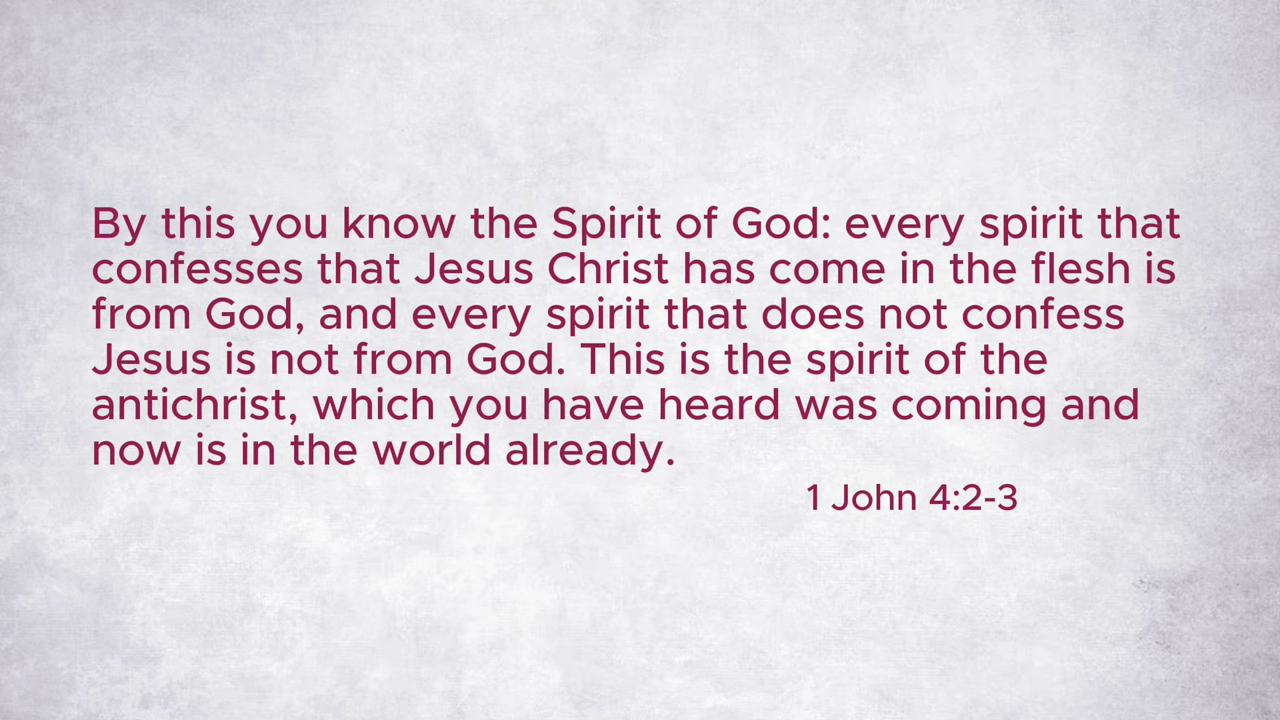 By this you know the Spirit of God: every spirit that
confesses that Jesus Christ has come in the flesh is
from God, and every spirit that does not confess
Jesus is not from God. This is the spirit of the
antichrist, which you have heard was coming and
now is in the world already.
1 John 4:2-3